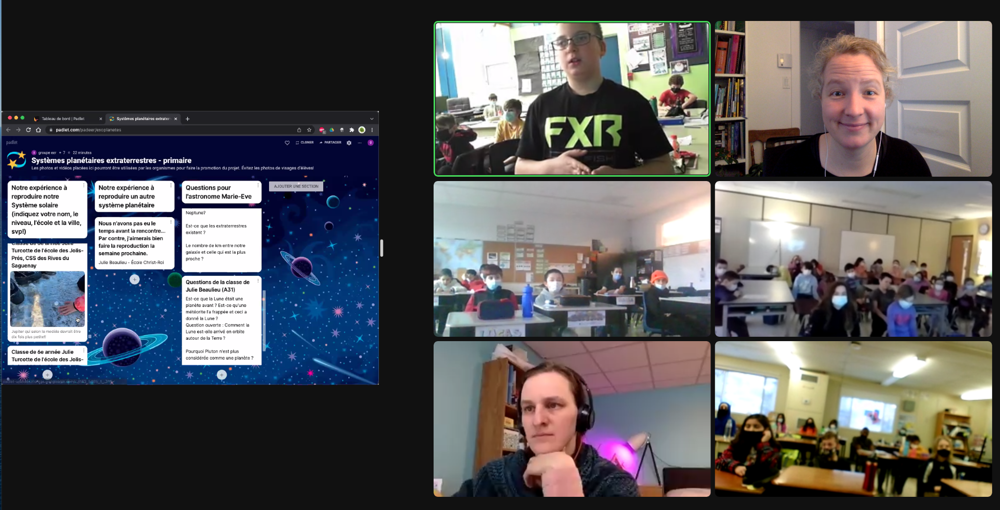 Tableau de bord | Padlet
Systèmes planétaires extrater
padlet.com/padeer/exoplanetes
padlet
CLONER
PARTAGER
g
groupe eer + 7 22 minutes
Systèmes planétaires extraterrestres - primaire
Les photos et vidéos placées ici pourront être utilisées par les organismes pour faire la promotion du projet. Évitez les photos de visages d'élèves!
Notre expérience à
reproduire notre
Système solaire
(indiquez votre nom, le
niveau, l'école et la ville,
svp!)
Classe de 6e année Julie
Turcotte de l'école des Jolis-
Prés, CSS des Rives du
Saguenay
Jupiter qui selon le modèle devrait être
dix fois plus petite!!
Classe de 6e année Julie
Turcotte de l'école des Jolis-
Notre expérience à
reproduire un autre
système planétaire
Nous n'avons pas eu le
temps avant la rencontre...
Par contre, j'aimerais bien
faire la reproduction la
semaine prochaine.
Julie Beaulieu - École Christ-Roi
Questions pour
l'astronome Marie-Eve
Neptune?
Est-ce que les extraterrestres
existent ?
Le nombre de km entre notre
galaxie et celle qui est la plus
proche ?
Questions de la classe de
Julie Beaulieu (A31)
Est-ce que la Lune était une
planète avant ? Est-ce qu'une
météorite l'a frappée et ceci a
donné la Lune ?
Question ouverte : Comment la
Lune est-elle arrivé en orbite
autour de la Terre ?
Pourquoi Pluton n'est plus
considérée comme une planète ?
AJOUTER UNE SECTION
FXR
FISH
LUCAS